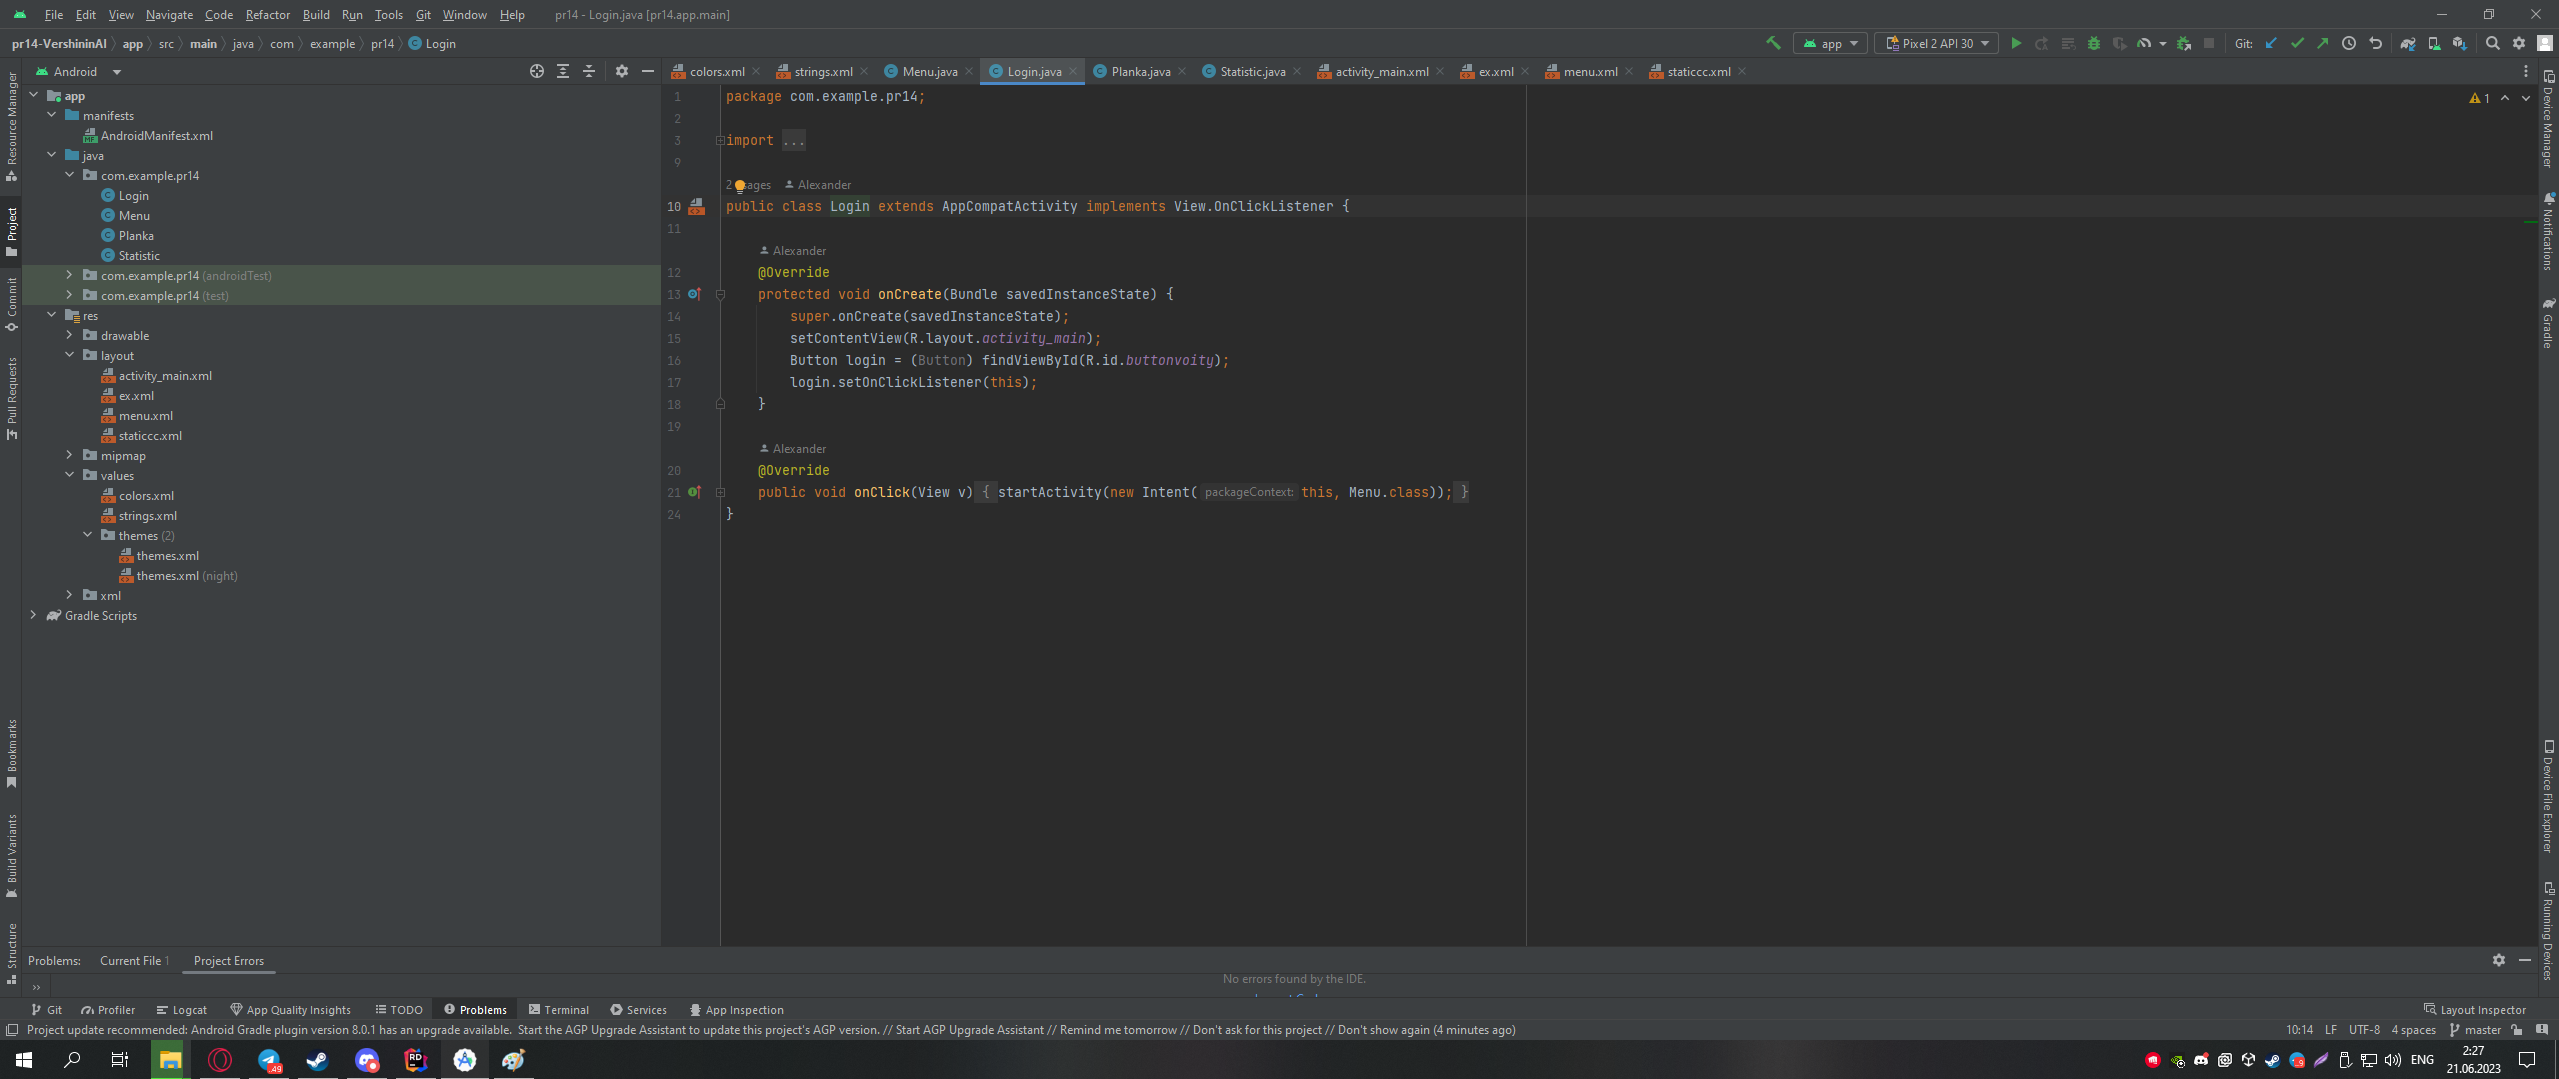 File Edit View Navigate Code Refactor Build Run Tools Git Window Help pr14 - Login.java [pr14.app.main]
pr14-VershininAI app src main java com example pr14 Login app Pixel 2 API 30 Git:
Android colors.xml strings.xml Menu.java Login.java Planka.java Statistic.java activity_main.xml ex.xml menu.xml staticcc.xml
Resource Manager
Project
Commit
Pull Requests
Bookmarks
Build Variants
Structure
app
manifests
AndroidManifest.xml
java
com.example.pr14
Login
Menu
Planka
Statistic
com.example.pr14 (androidTest)
com.example.pr14 (test)
res
drawable
layout
activity_main.xml
ex.xml
menu.xml
staticcc.xml
mipmap
values
colors.xml
strings.xml
themes (2)
themes.xml
themes.xml (night)
xml
Gradle Scripts
1 package com.example.pr14;
2
3 import ...
9
2 Alexander
10 public class Login extends AppCompatActivity implements View.OnClickListener {
11
Alexander
12 @Override
13 protected void onCreate(Bundle savedInstanceState) {
14 super.onCreate(savedInstanceState);
15 setContentView(R.layout.activity_main);
16 Button login = (Button) findViewById(R.id.buttonvoity);
17 login.setOnClickListener(this);
18 }
19
Alexander
20 @Override
21 public void onClick(View v) { startActivity(new Intent( packageContext: this, Menu.class)); }
24 }
1
Device Manager
Notifications
Gradle
Device File Explorer
Running Devices
Problems: Current File 1 Project Errors
No errors found by the IDE.
Git Profiler Logcat App Quality Insights TODO Problems Terminal Services App Inspection Layout Inspector
Project update recommended: Android Gradle plugin version 8.0.1 has an upgrade available. Start the AGP Upgrade Assistant to update this project's AGP version. // Start AGP Upgrade Assistant // Remind me tomorrow // Don't ask for this project // Don't show again (4 minutes ago) 10:14 LF UTF-8 4 spaces master
49 RD ENG 2:27
21.06.2023